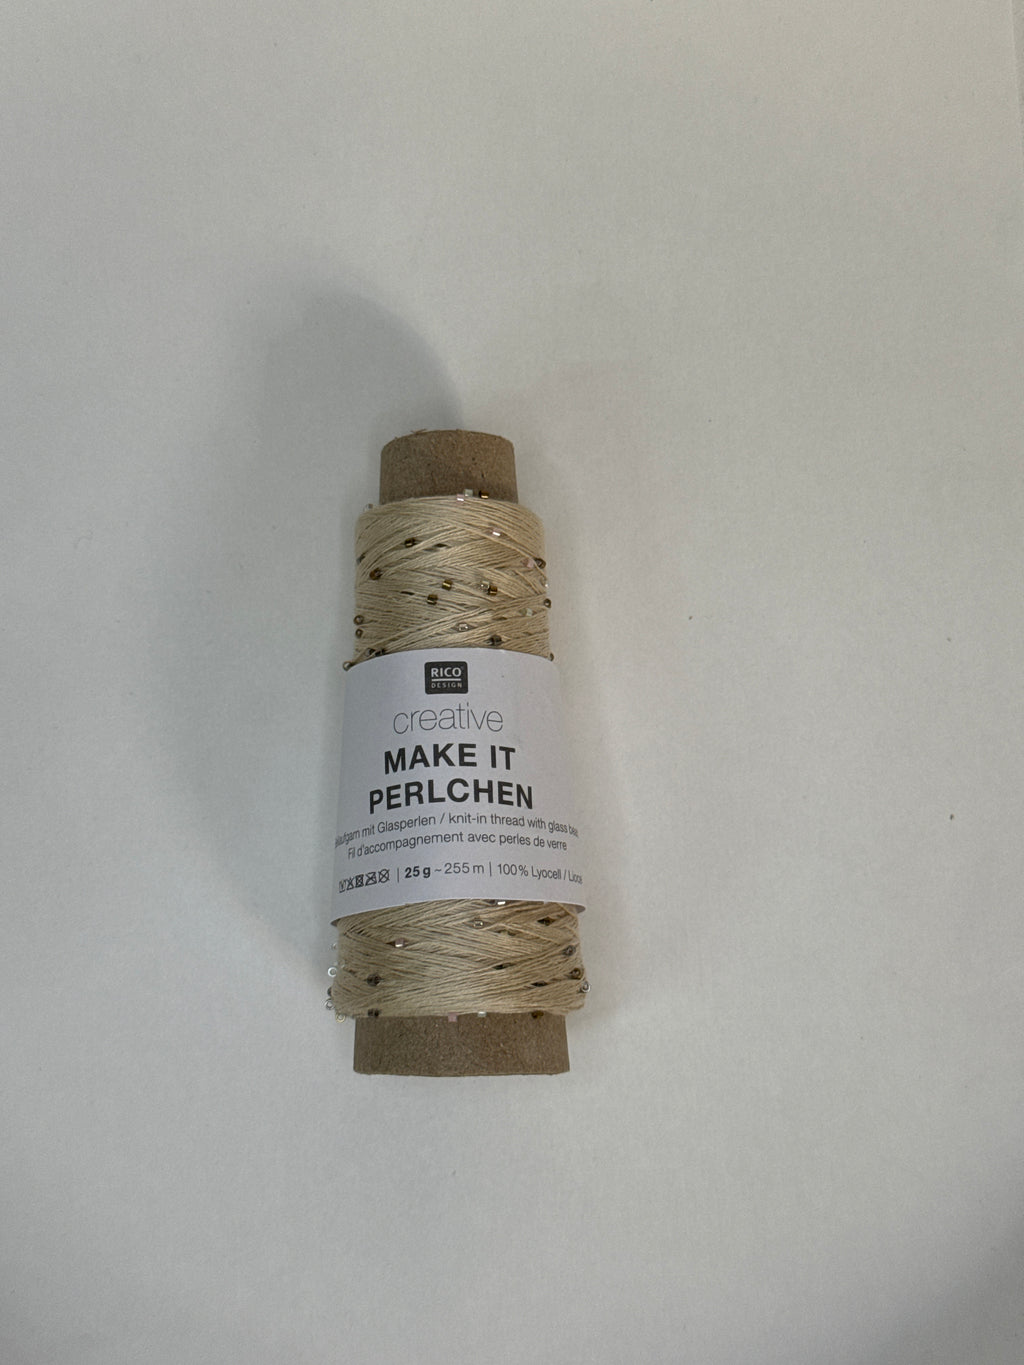 RICO
DESIGN
creative
MAKE IT
PERLCHEN
mit Glasperlen / knit-in thread with glass
Fil d'accompagnement avec perles de verre
25 g ~ 255 m | 100 % Lyocell /